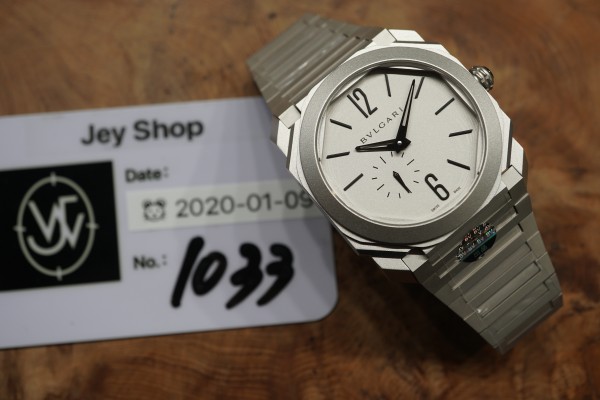 Jey Shop
Date:
2020-01-09
No.:
1033
12
BVLGARI
6